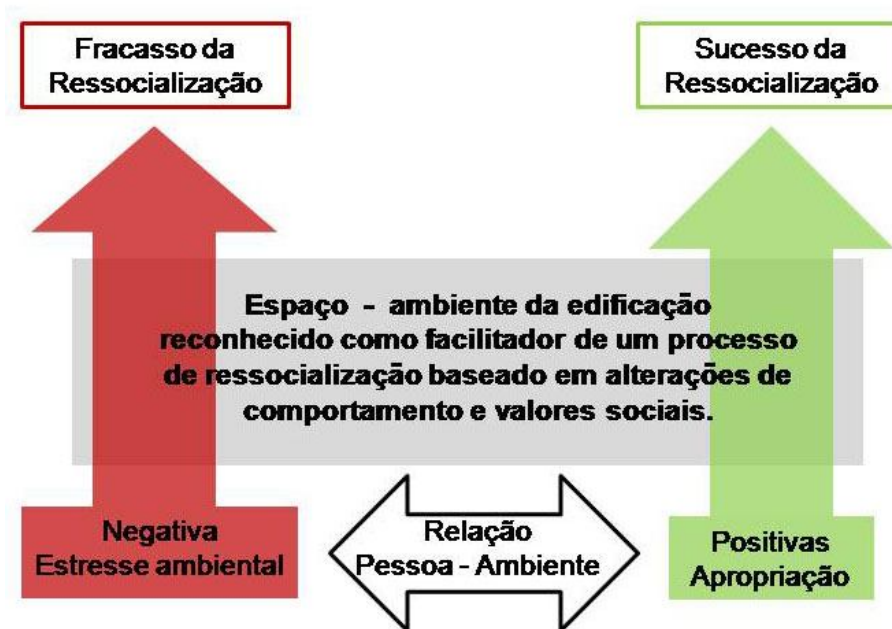 Fracasso da
Ressocialização
Sucesso da
Ressocialização
Espaço - ambiente da edificação
reconhecido como facilitador de um processo
de ressocialização baseado em alterações de
comportamento e valores sociais.
Negativa
Estresse ambiental
Relação
Pessoa - Ambiente
Positivas
Apropriação